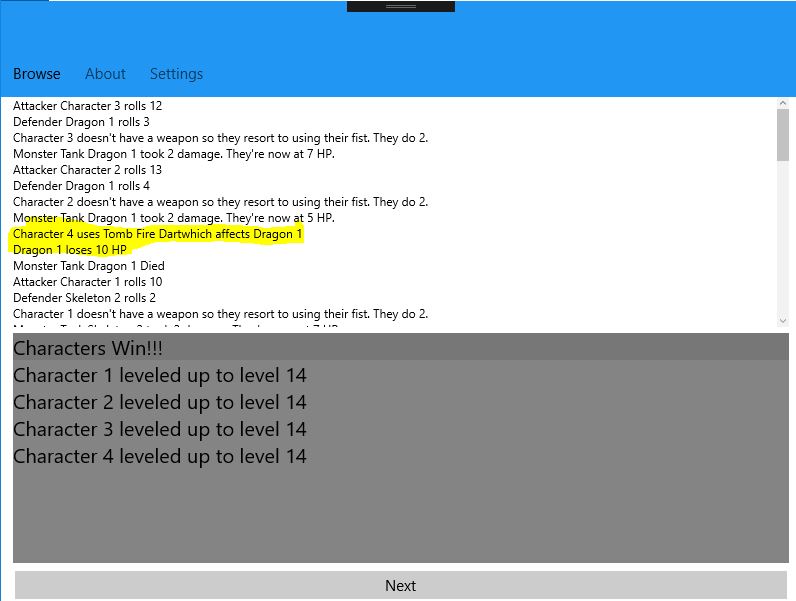 Browse About Settings
Attacker Character 3 rolls 12
Defender Dragon 1 rolls 3
Character 3 doesn't have a weapon so they resort to using their fist. They do 2.
Monster Tank Dragon 1 took 2 damage. They're now at 7 HP.
Attacker Character 2 rolls 13
Defender Dragon 1 rolls 4
Character 2 doesn't have a weapon so they resort to using their fist. They do 2.
Monster Tank Dragon 1 took 2 damage. They're now at 5 HP.
Character 4 uses Tomb Fire Dartwhich affects Dragon 1
Dragon 1 loses 10 HP
Monster Tank Dragon 1 Died
Attacker Character 1 rolls 10
Defender Skeleton 2 rolls 2
Character 1 doesn't have a weapon so they resort to using their fist. They do 2.
Characters Win!!!
Character 1 leveled up to level 14
Character 2 leveled up to level 14
Character 3 leveled up to level 14
Character 4 leveled up to level 14
Next